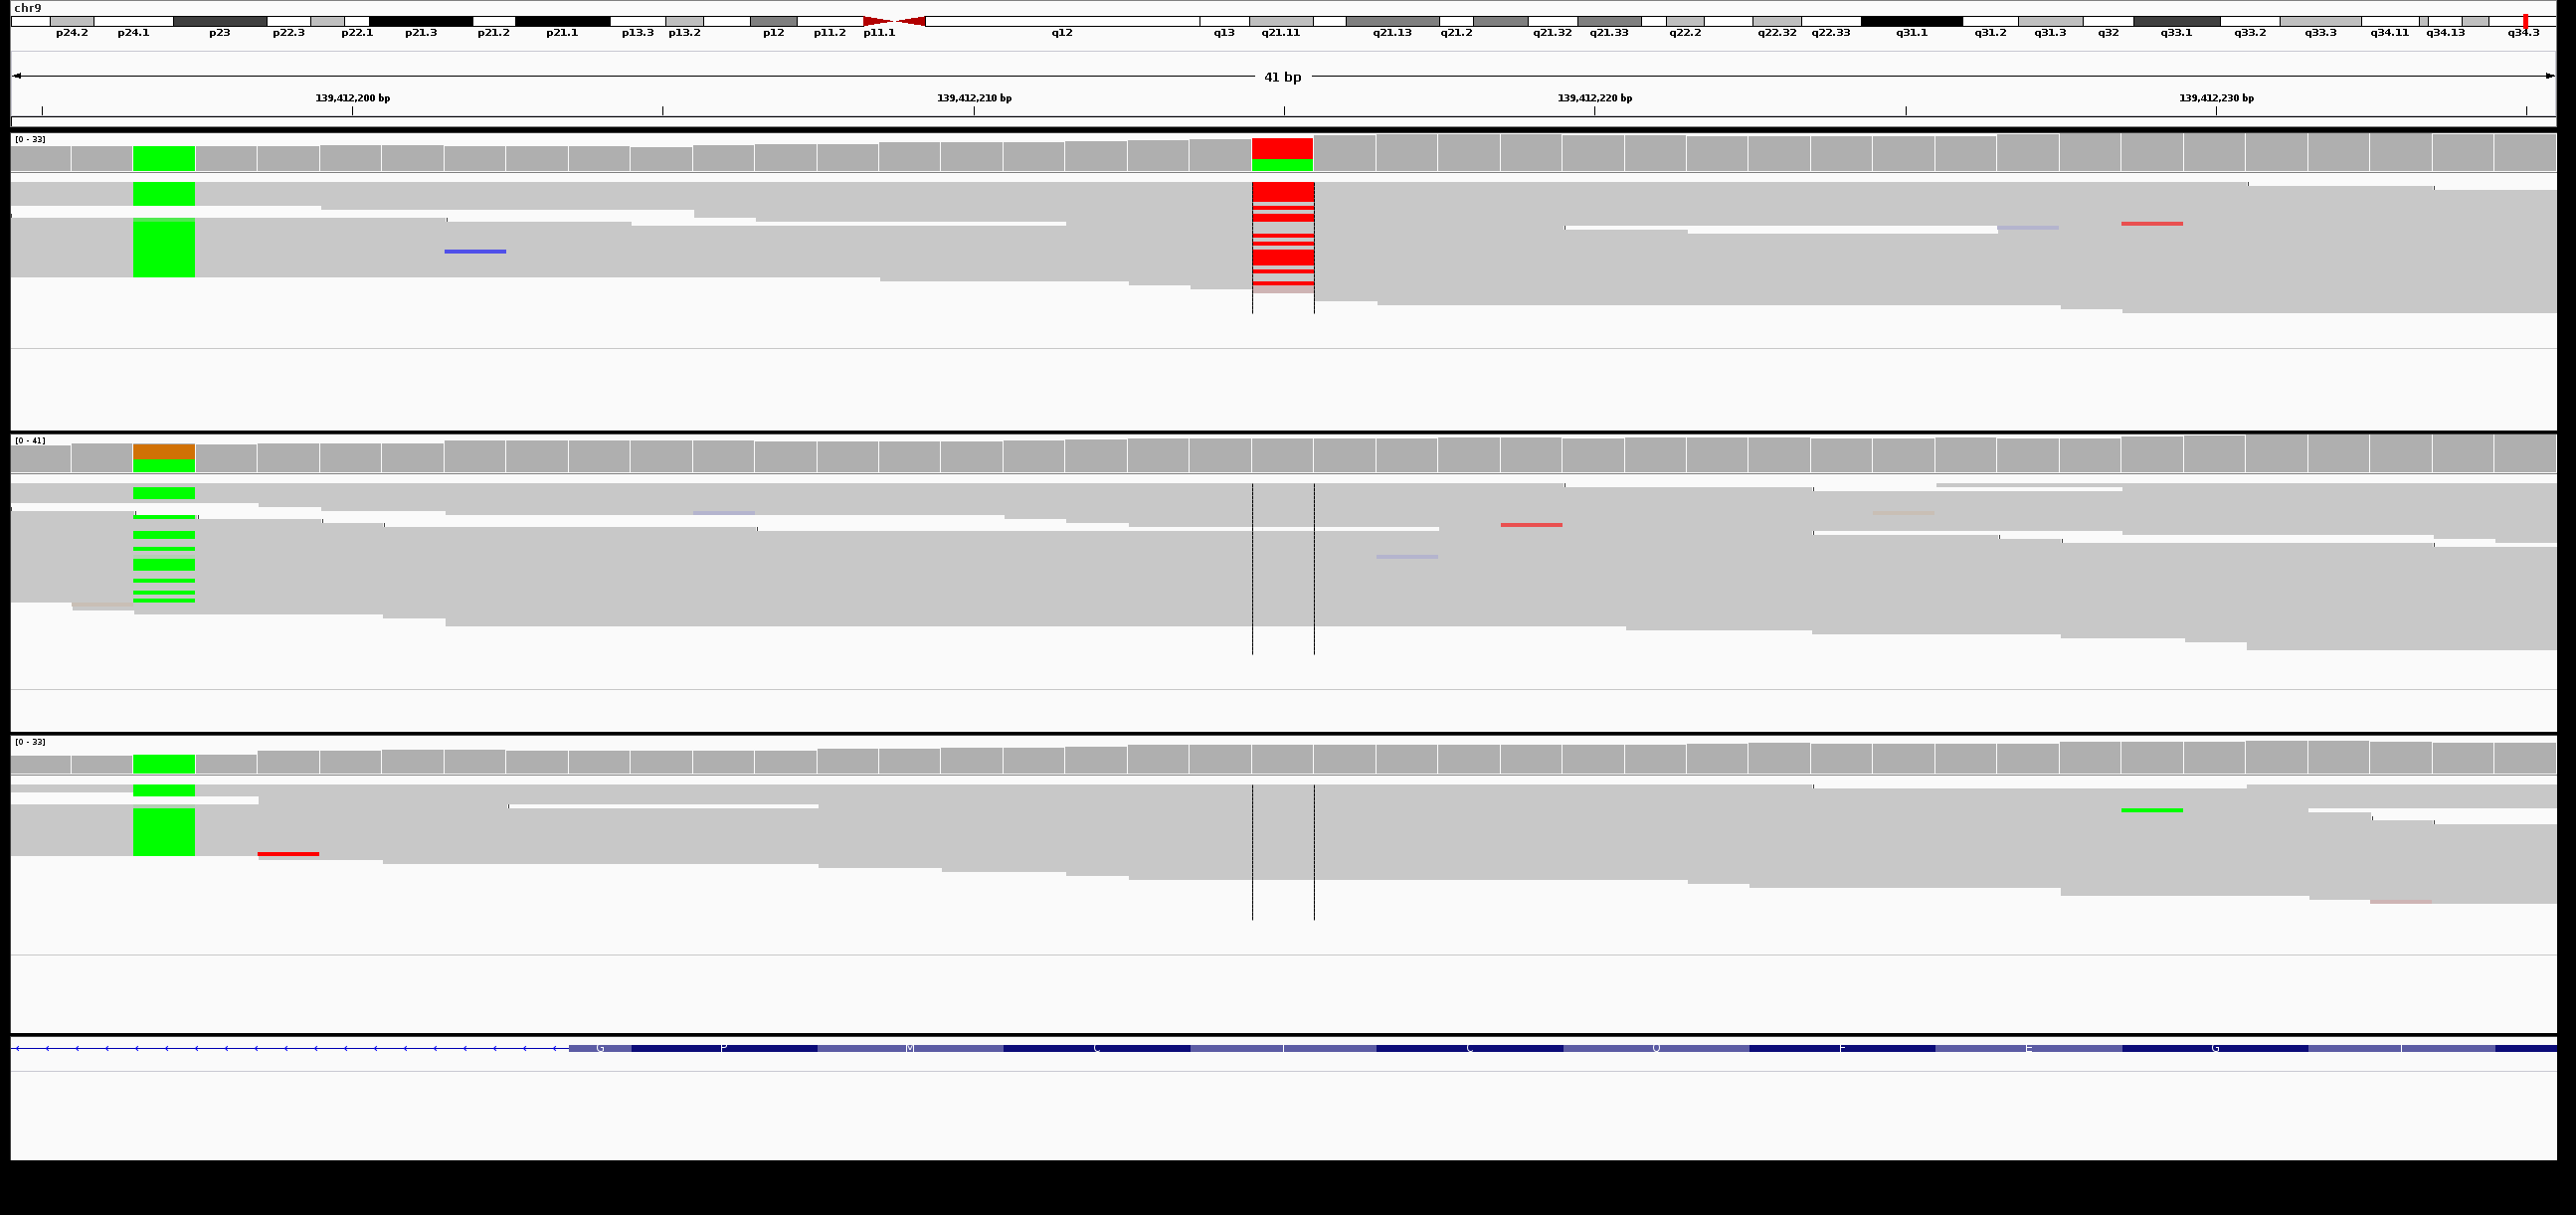 chr9
p24.2 p24.1 p23 p22.3 p22.1 p21.3 p21.2 p21.1 p13.3 p13.2 p12 p11.2 p11.1 q12 q13 q21.11 q21.13 q21.2 q21.32 q21.33 q22.2 q22.32 q22.33 q31.1 q31.2 q31.3 q32 q33.1 q33.2 q33.3 q34.11 q34.13 q34.3
41 bp
139,412,200 bp 139,412,210 bp 139,412,220 bp 139,412,230 bp
[0 - 33]
[0 - 41]
[0 - 33]
G P M C C F E G